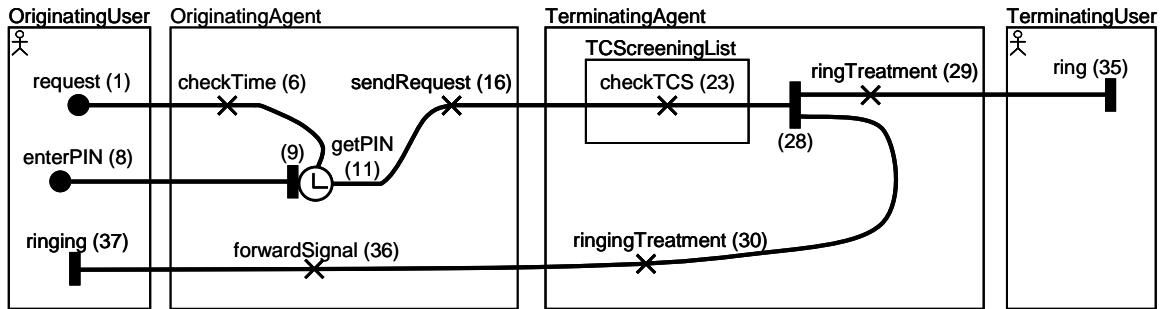 OriginatingUser
OriginatingAgent
TerminatingAgent
TerminatingUser
TCScreeningList
request (1)
checkTime (6)
sendRequest (16)
checkTCS (23)
ringTreatment (29)
ring (35)
enterPIN (8)
(9)
getPIN
(11)
(28)
ringing (37)
forwardSignal (36)
ringingTreatment (30)